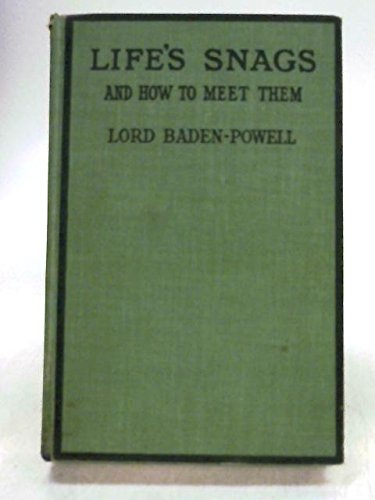 LIFE'S SNAGS
AND HOW TO MEET THEM
LORD BADEN-POWELL